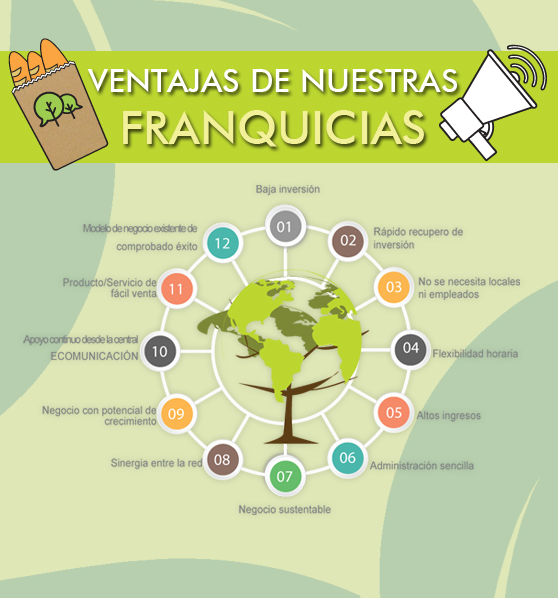 VENTAJAS DE NUESTRAS
FRANQUICIAS
Baja inversión
01
02
Rápido recupero de
inversión
03
No se necesita locales
ni empleados
04
Flexibilidad horaria
05
Altos ingresos
06
Administración sencilla
07
Negocio sustentable
08
Sinergia entre la red
09
Negocio con potencial de
crecimiento
10
Apoyo continuo desde la central
ECOMUNICACIÓN
11
Producto/Servicio de
fácil venta
12
Modelo de negocio existente de
comprobado éxito